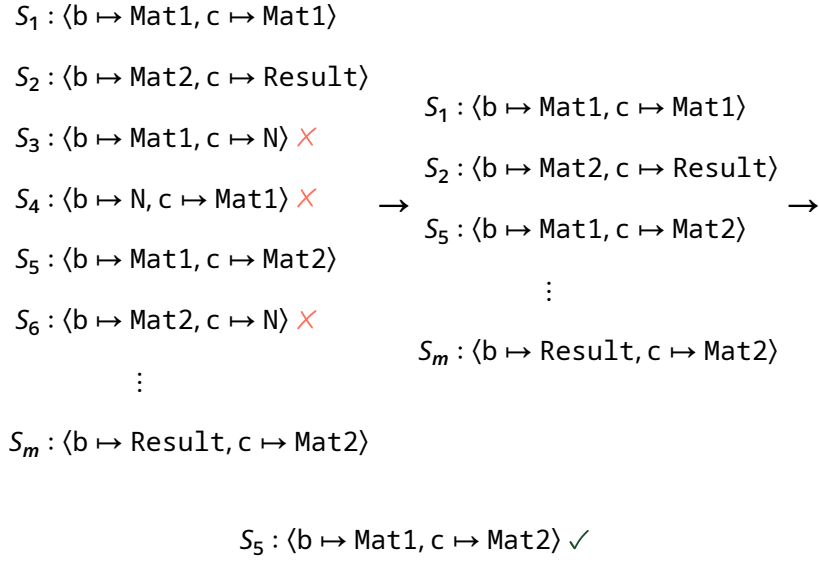 S₁ : ⟨b ↦ Mat1, c ↦ Mat1⟩
S₂ : ⟨b ↦ Mat2, c ↦ Result⟩
S₃ : ⟨b ↦ Mat1, c ↦ N⟩ ✗
S₄ : ⟨b ↦ N, c ↦ Mat1⟩ ✗
S₅ : ⟨b ↦ Mat1, c ↦ Mat2⟩
S₆ : ⟨b ↦ Mat2, c ↦ N⟩ ✗
⋮
Sₘ : ⟨b ↦ Result, c ↦ Mat2⟩
→
S₁ : ⟨b ↦ Mat1, c ↦ Mat1⟩
S₂ : ⟨b ↦ Mat2, c ↦ Result⟩
S₅ : ⟨b ↦ Mat1, c ↦ Mat2⟩
⋮
Sₘ : ⟨b ↦ Result, c ↦ Mat2⟩
→
S₅ : ⟨b ↦ Mat1, c ↦ Mat2⟩ ✓